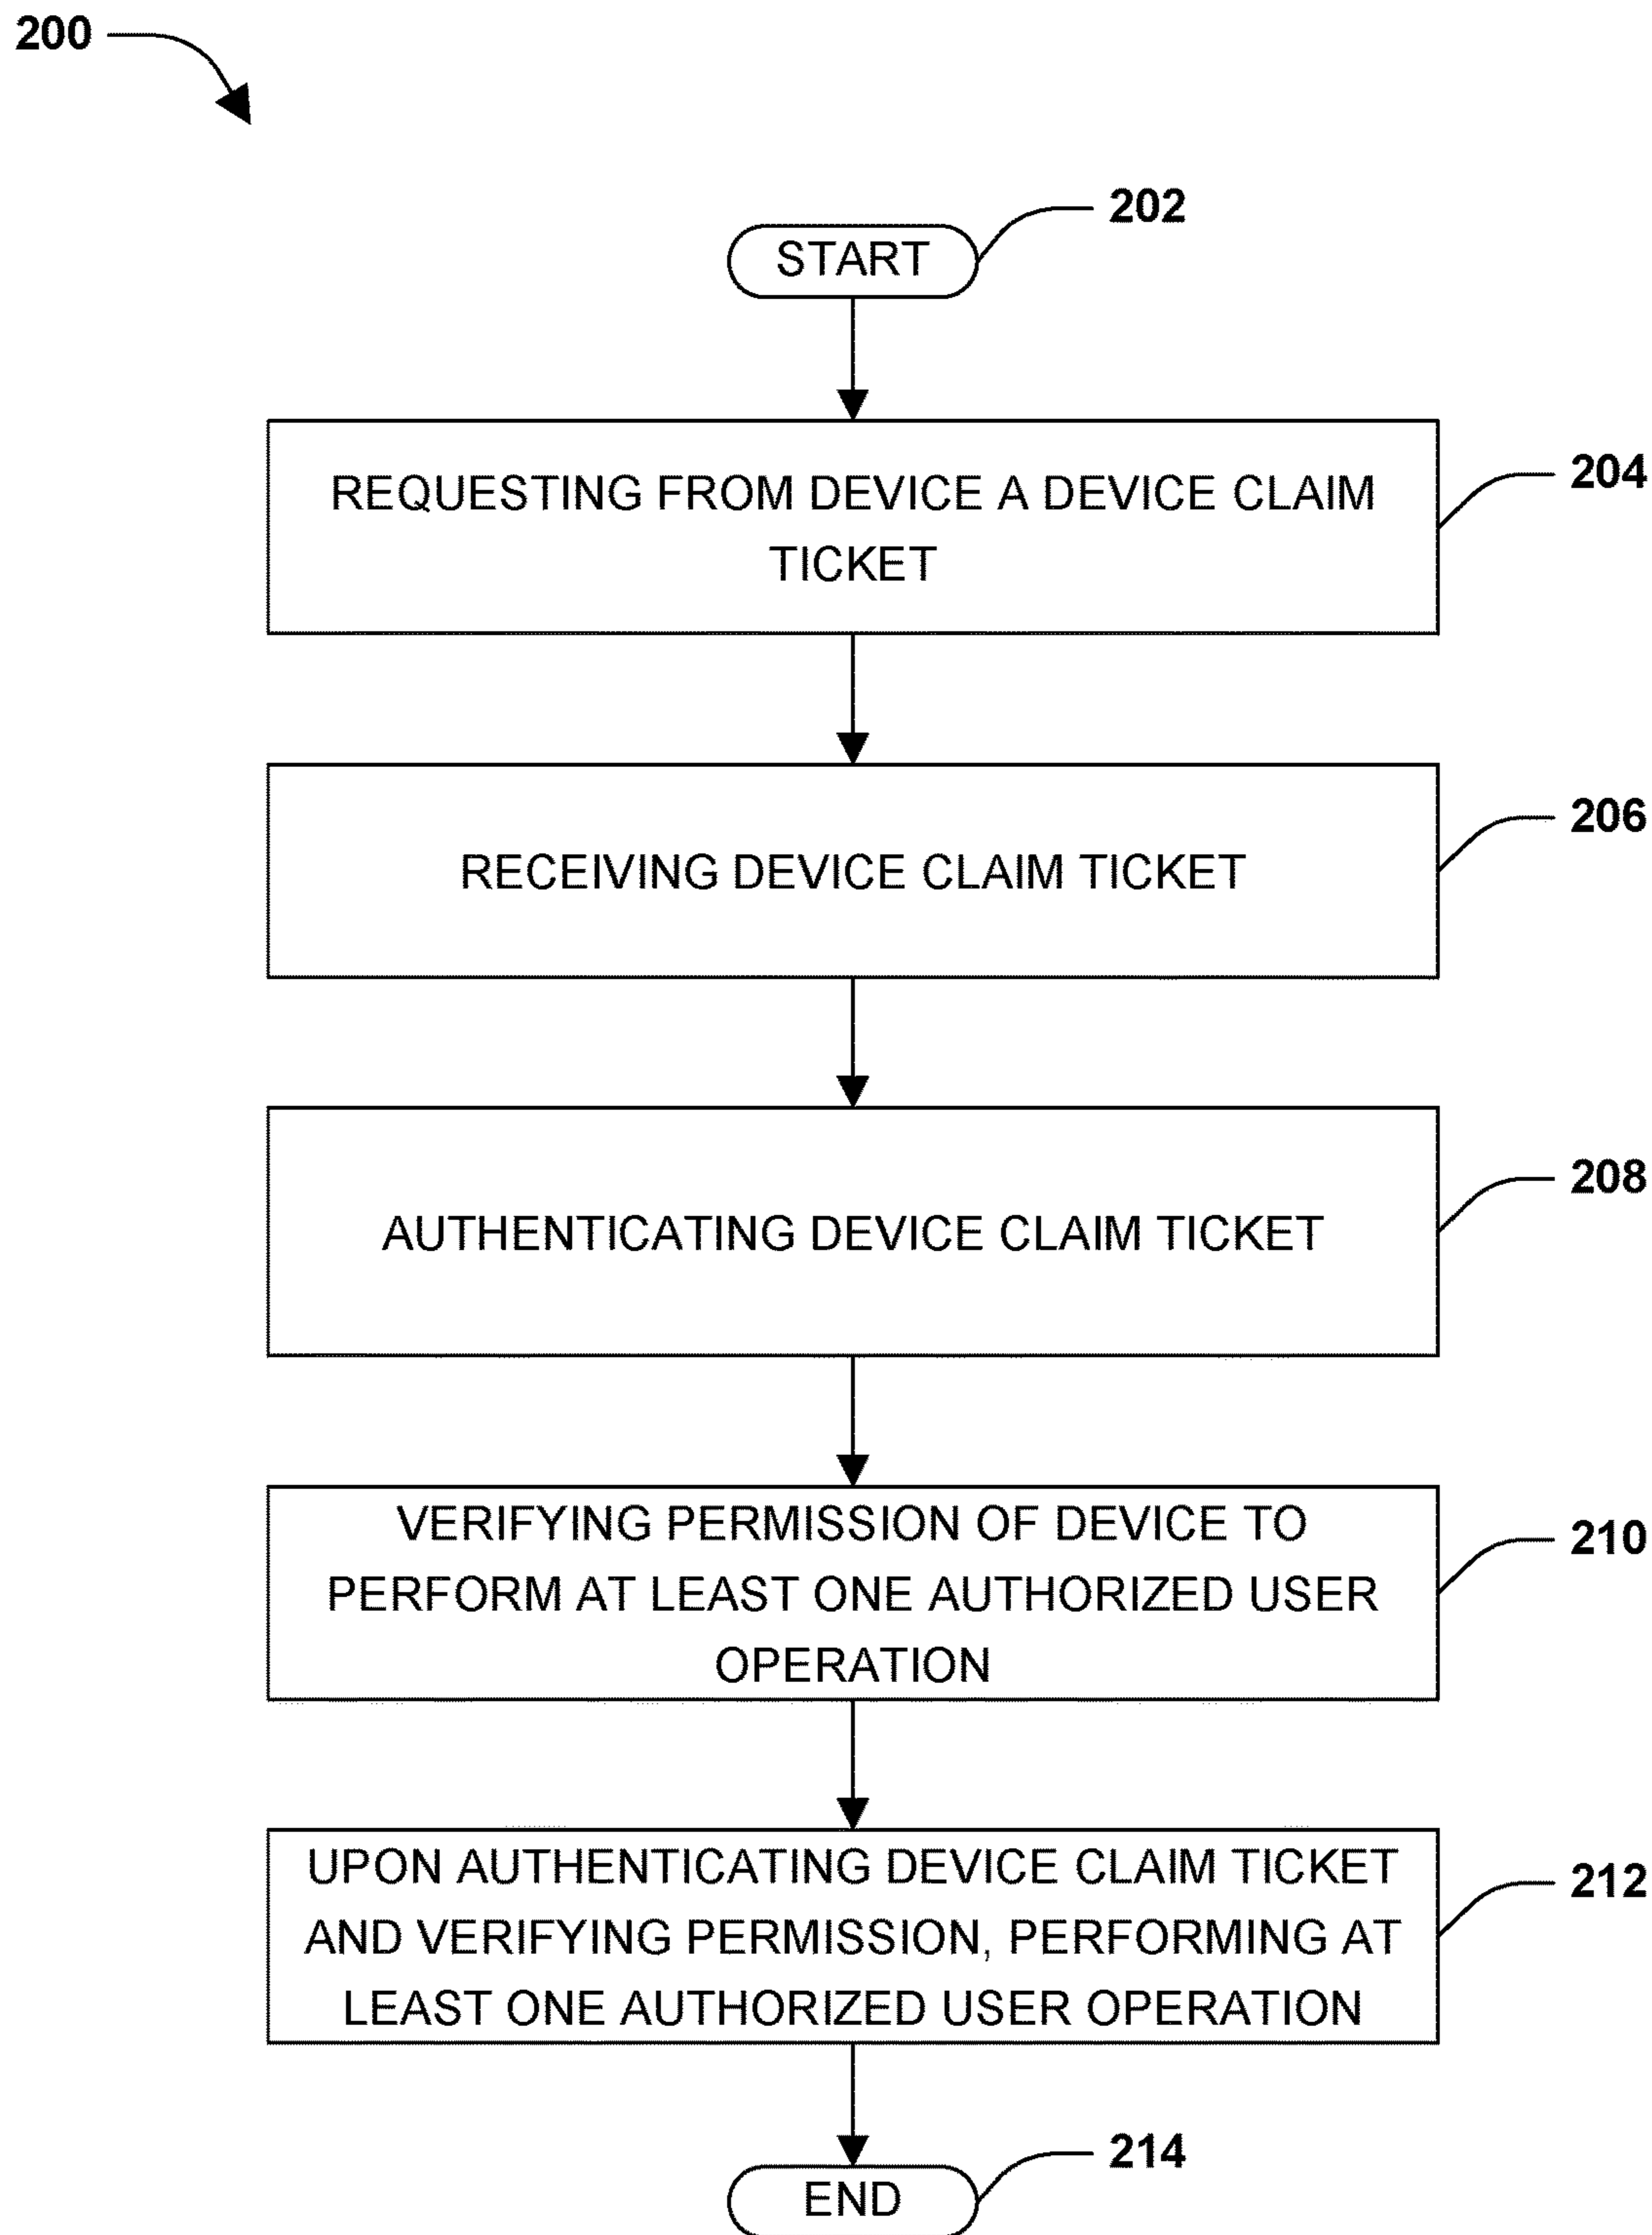 200
202
START
204
REQUESTING FROM DEVICE A DEVICE CLAIM
TICKET
206
RECEIVING DEVICE CLAIM TICKET
208
AUTHENTICATING DEVICE CLAIM TICKET
210
VERIFYING PERMISSION OF DEVICE TO
PERFORM AT LEAST ONE AUTHORIZED USER
OPERATION
212
UPON AUTHENTICATING DEVICE CLAIM TICKET
AND VERIFYING PERMISSION, PERFORMING AT
LEAST ONE AUTHORIZED USER OPERATION
214
END